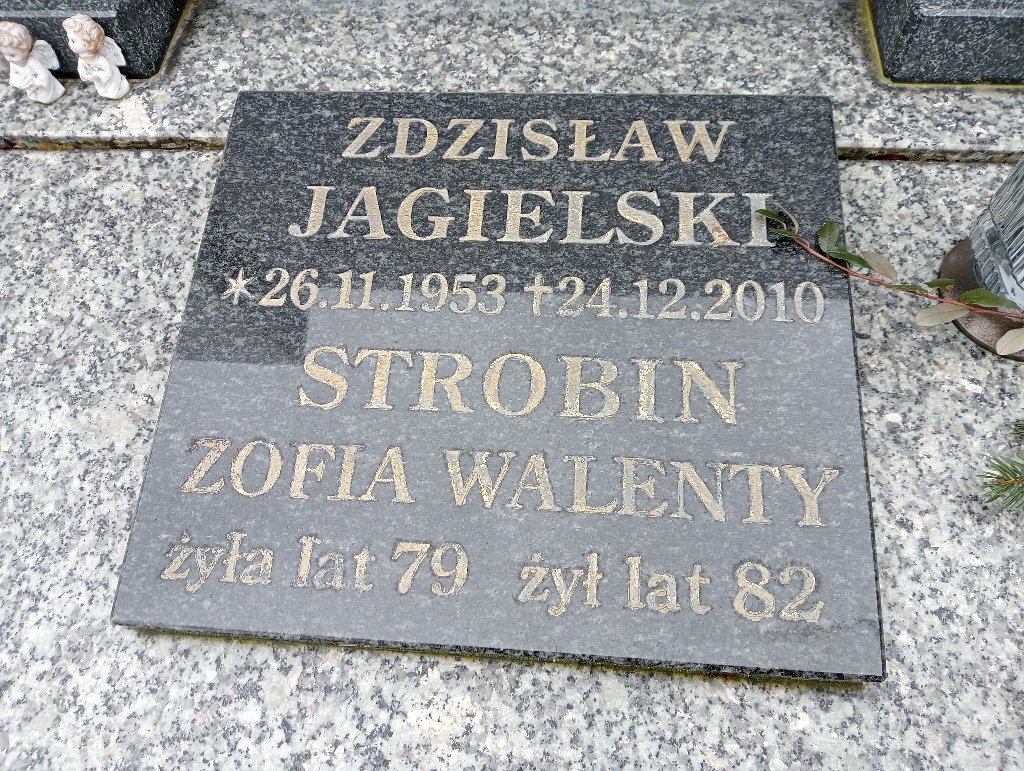 ZDZISŁAW
JAGIELSKI
*26.11.1953 †24.12.2010
STROBIN
ZOFIA WALENTY
żyła lat 79 żył lat 82